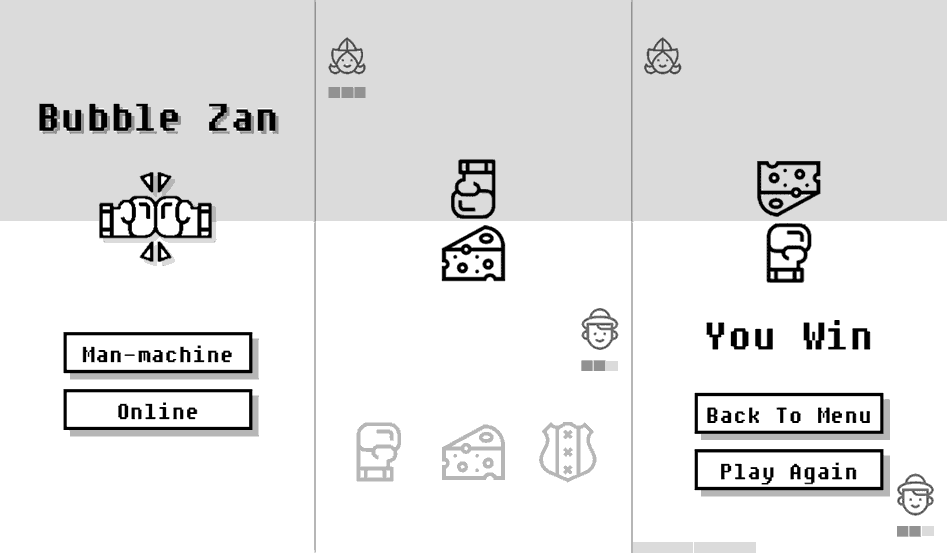 Bubble Zan
Man-machine
Online
You Win
Back To Menu
Play Again